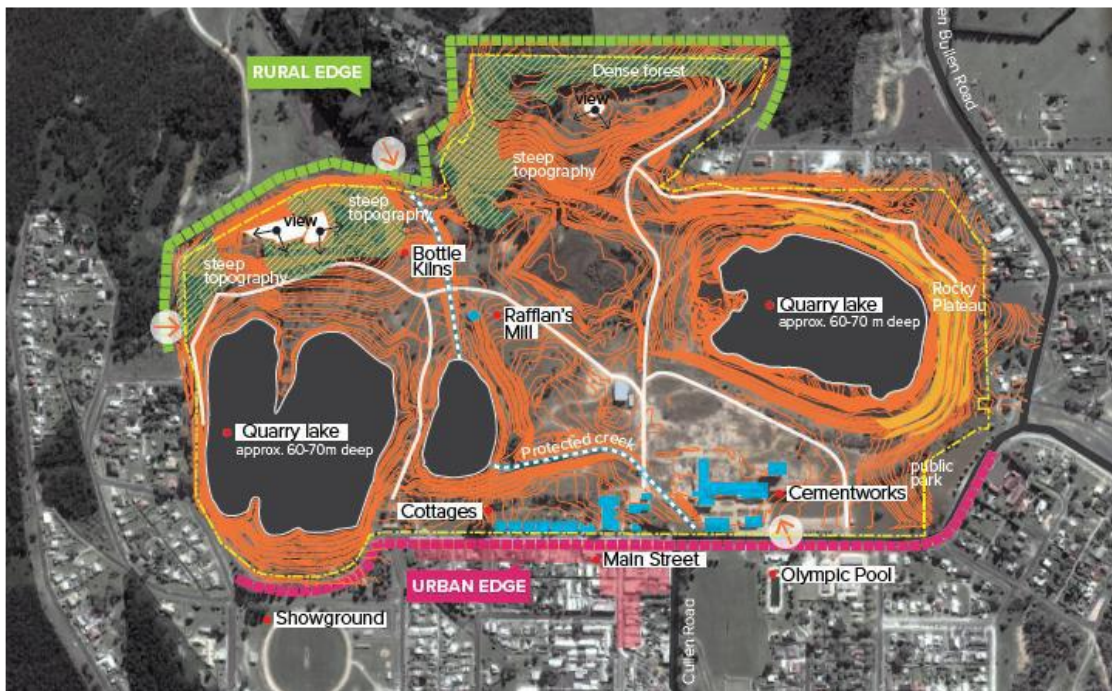 RURAL EDGE
Dense forest
view
steep
topography
steep
topography
view
steep
topography
Bottle
Kilns
Rafflan's
Mill
Quarry lake
approx. 60-70 m deep
Rocky
Plateau
Bullen Road
Quarry lake
approx. 60-70m deep
Protected creek
public
park
Cottages
Cementworks
Main Street
URBAN EDGE
Olympic Pool
Showground
Cullen Road